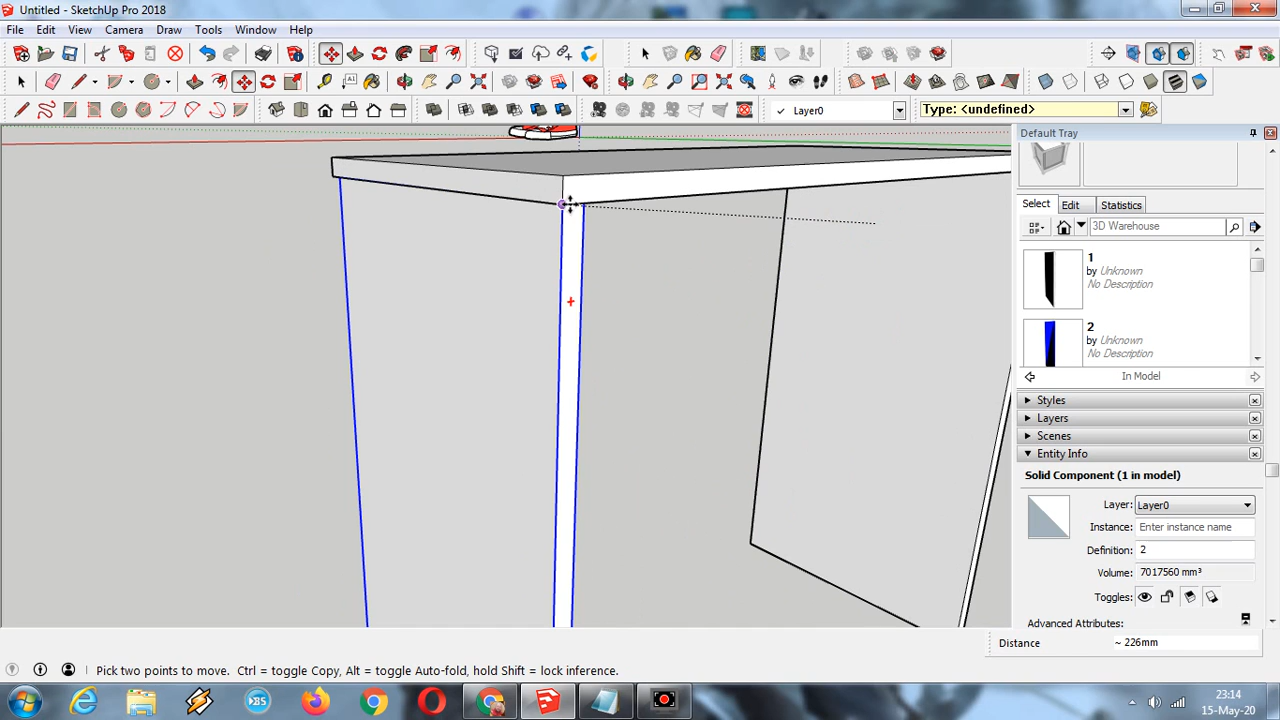 Untitled - SketchUp Pro 2018
File Edit View Camera Draw Tools Window Help
Layer0
Type: <undefined>
Default Tray
Select Edit Statistics
3D Warehouse
1
by Unknown
No Description
2
by Unknown
No Description
In Model
Styles
Layers
Scenes
Entity Info
Solid Component (1 in model)
Layer: Layer0
Instance: Enter instance name
Definition: 2
Volume: 7017560 mm³
Toggles:
Advanced Attributes:
Distance ~ 226mm
Pick two points to move. Ctrl = toggle Copy, Alt = toggle Auto-fold, hold Shift = lock inference.
BS
23:14
15-May-20